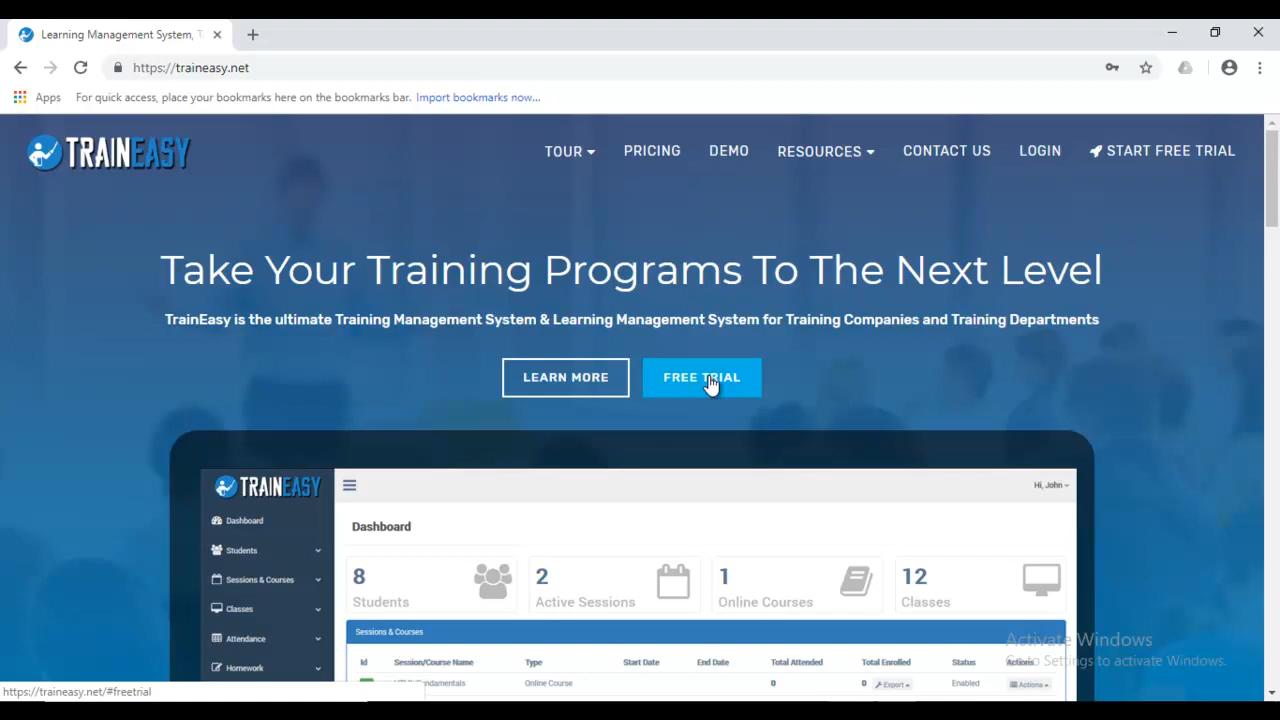 Learning Management System, T
https://traineasy.net
Apps For quick access, place your bookmarks here on the bookmarks bar. Import bookmarks now...
TRAINEASY
TOUR PRICING DEMO RESOURCES CONTACT US LOGIN START FREE TRIAL
Take Your Training Programs To The Next Level
TrainEasy is the ultimate Training Management System & Learning Management System for Training Companies and Training Departments
LEARN MORE FREE TRIAL
TRAINEASY
Hi, John
Dashboard
Students
Sessions & Courses
Classes
Attendance
Homework
Dashboard
8 Students
2 Active Sessions
1 Online Courses
12 Classes
Sessions & Courses
Id Session/Course Name Type Start Date End Date Total Attended Total Enrolled Status Actions
Online Course 0 0 Export Enabled Actions
Activate Windows
Go to Settings to activate Windows.
https://traineasy.net/#freetrial